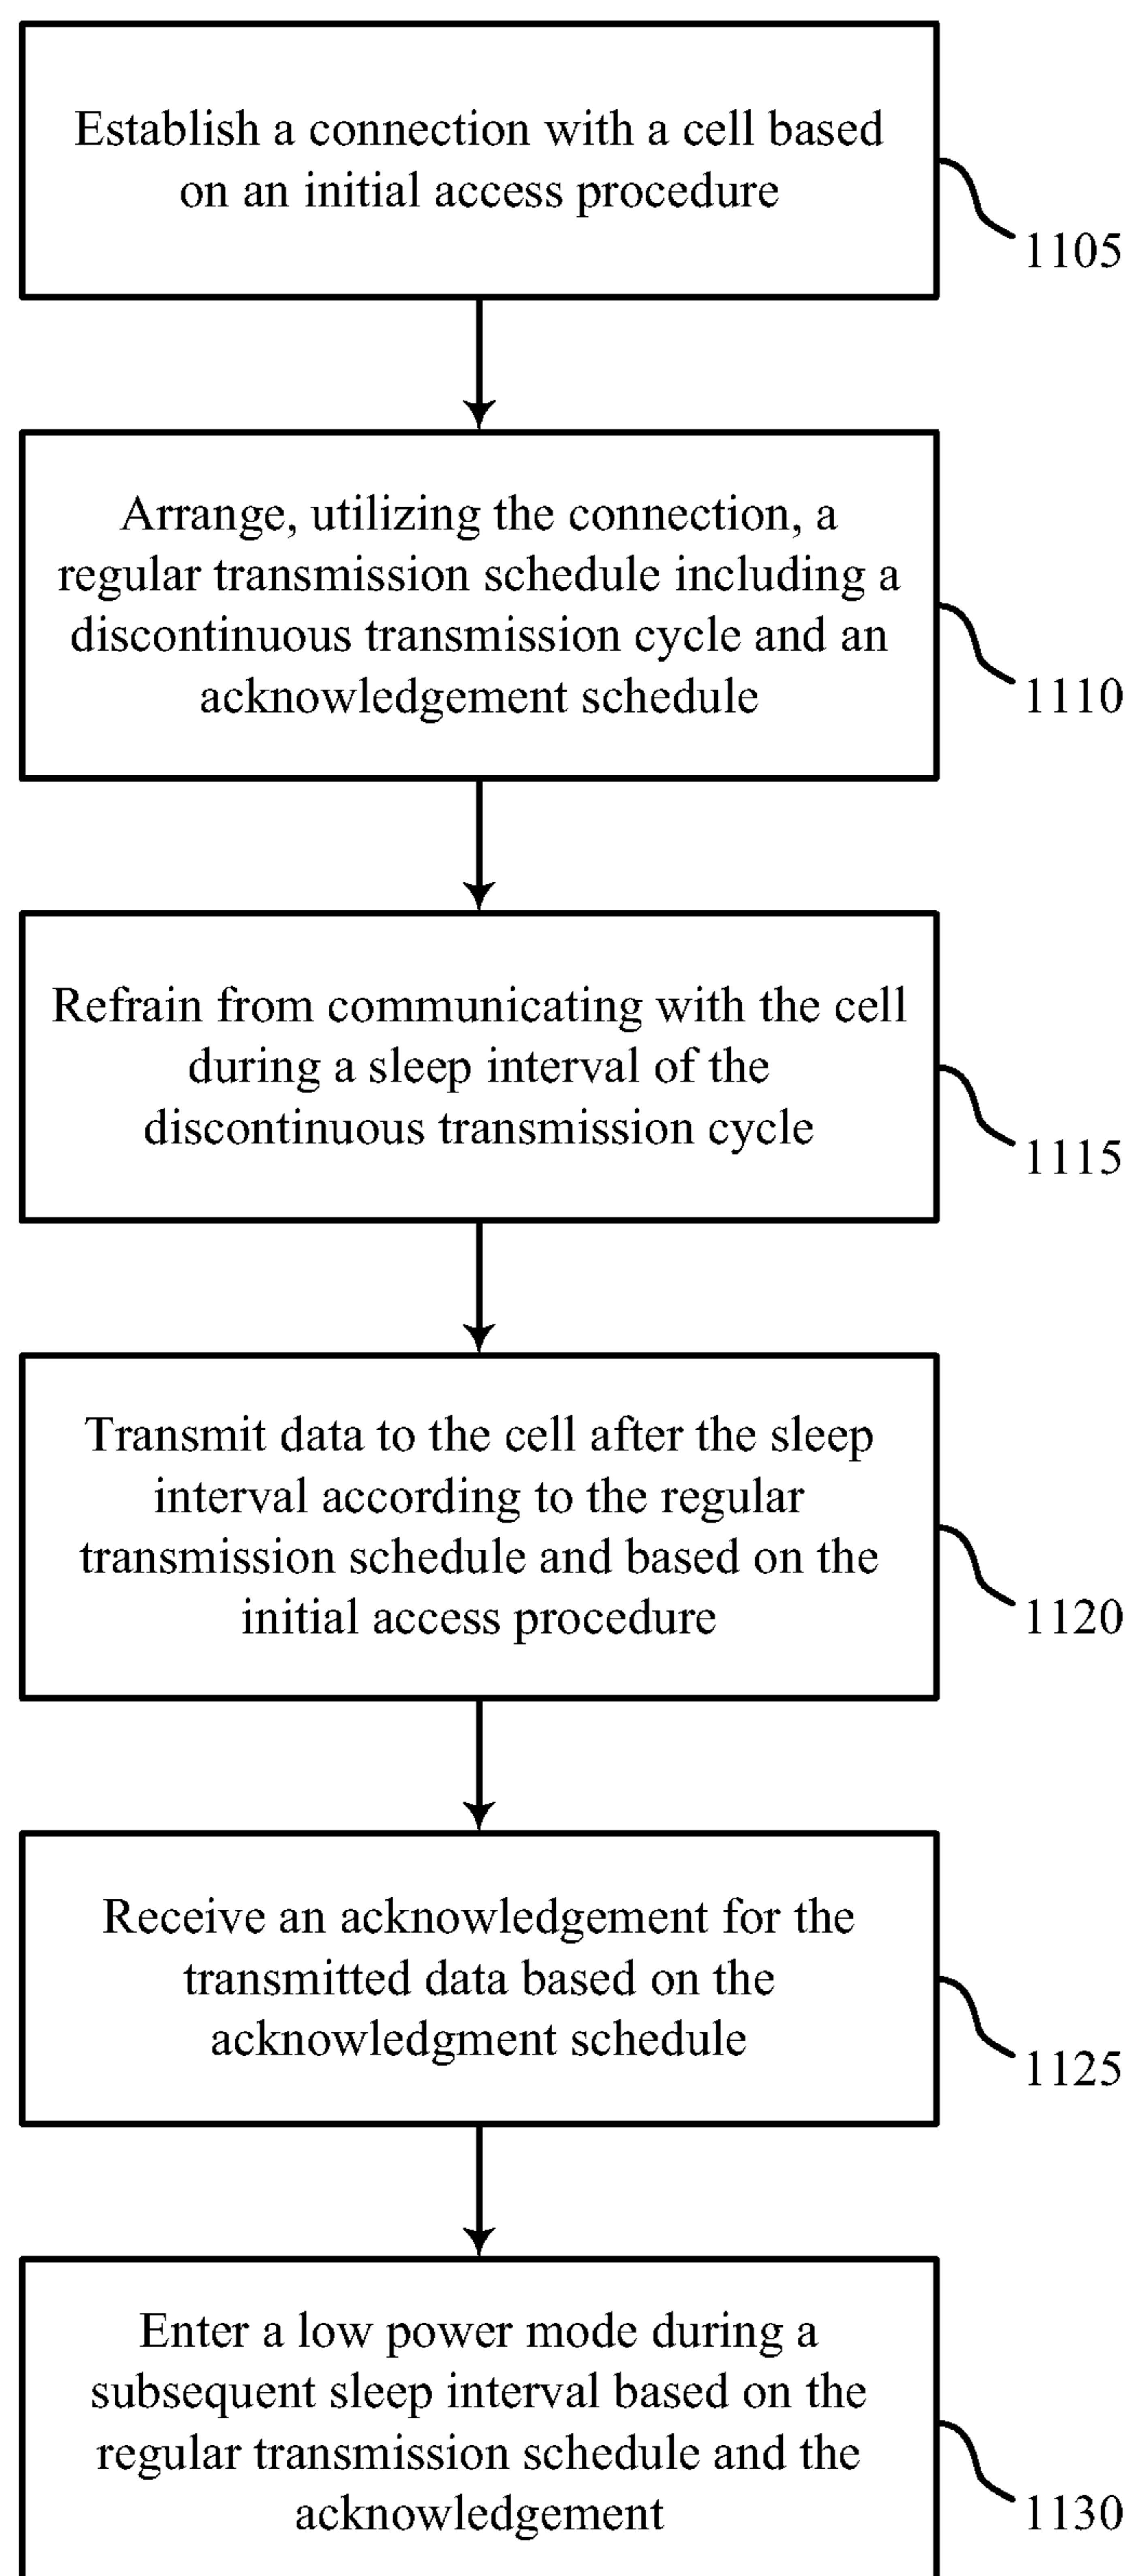 Establish a connection with a cell based
on an initial access procedure
1105
Arrange, utilizing the connection, a
regular transmission schedule including a
discontinuous transmission cycle and an
acknowledgement schedule
1110
Refrain from communicating with the cell
during a sleep interval of the
discontinuous transmission cycle
1115
Transmit data to the cell after the sleep
interval according to the regular
transmission schedule and based on the
initial access procedure
1120
Receive an acknowledgement for the
transmitted data based on the
acknowledgment schedule
1125
Enter a low power mode during a
subsequent sleep interval based on the
regular transmission schedule and the
acknowledgement
1130